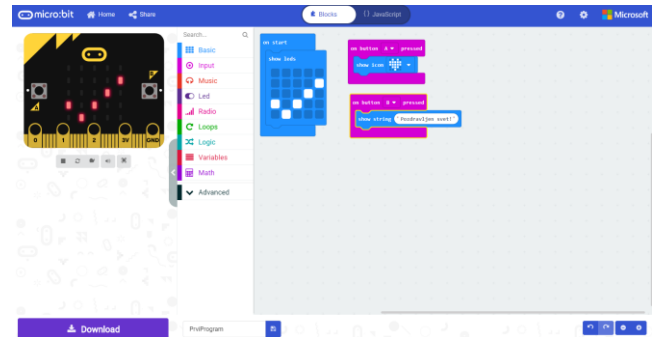 micro:bit Home Share Blocks {} JavaScript ? Microsoft
Search...
Basic
Input
Music
Led
Radio
Loops
Logic
Variables
Math
Advanced
on start
show leds
on button A pressed
show icon
on button B pressed
show string "Pozdravljen svet!"
A
B
0 1 2 3V GND
Download
PrviProgram